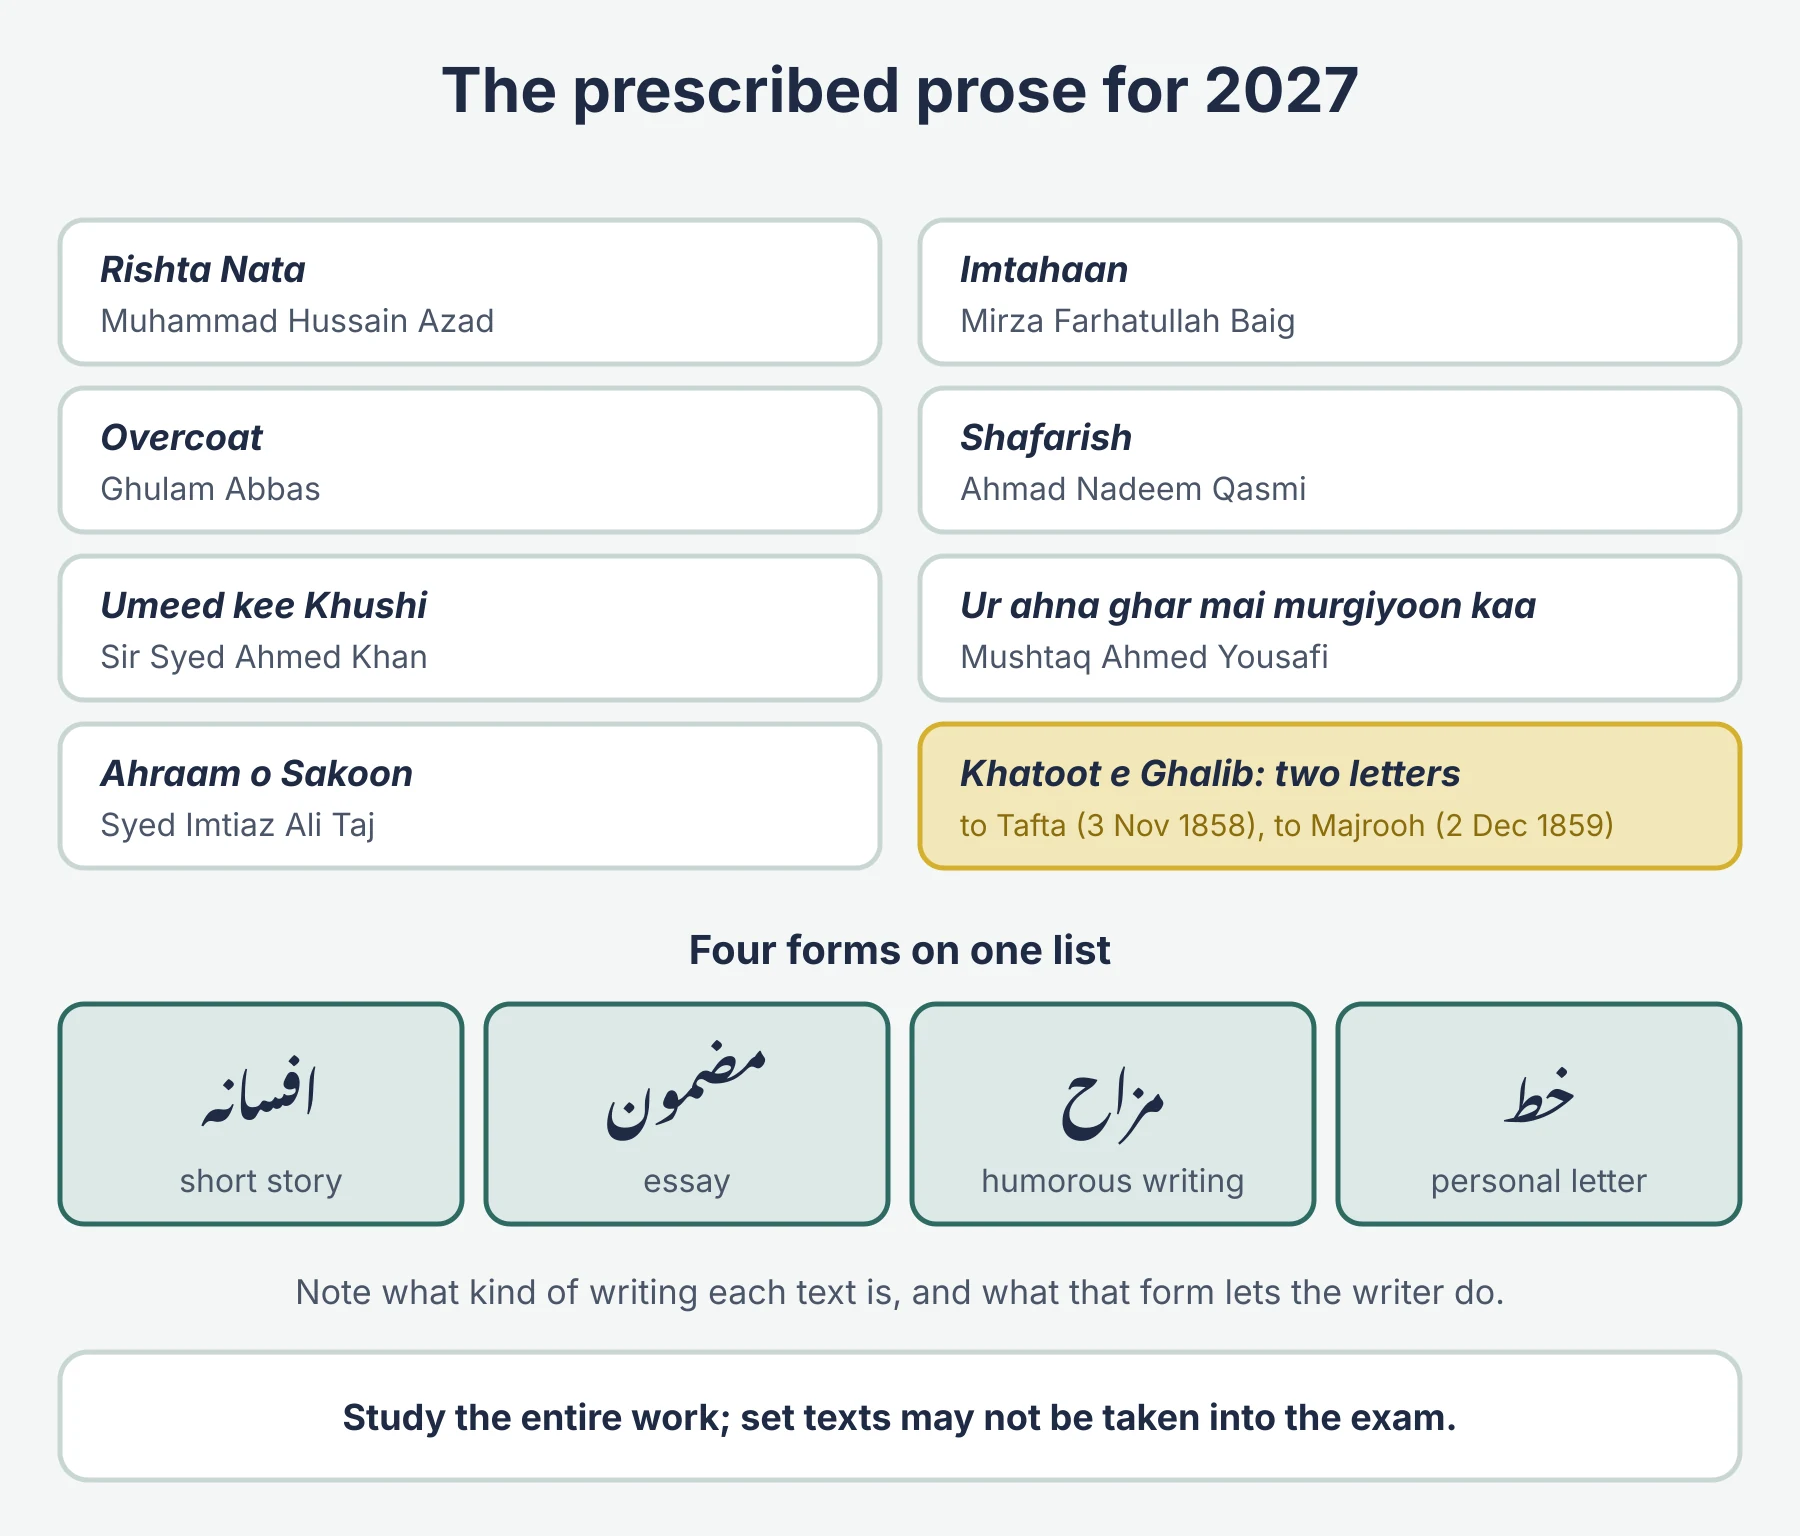 The prescribed prose for 2027
Rishta Nata
Muhammad Hussain Azad
Imtahaan
Mirza Farhatullah Baig
Overcoat
Ghulam Abbas
Shafarish
Ahmad Nadeem Qasmi
Umeed kee Khushi
Sir Syed Ahmed Khan
Ur ahna ghar mai murgiyoon kaa
Mushtaq Ahmed Yousafi
Ahraam o Sakoon
Syed Imtiaz Ali Taj
Khatoot e Ghalib: two letters
to Tafta (3 Nov 1858), to Majrooh (2 Dec 1859)
Four forms on one list
افسانہ
short story
مضمون
essay
مزاح
humorous writing
خط
personal letter
Note what kind of writing each text is, and what that form lets the writer do.
Study the entire work; set texts may not be taken into the exam.